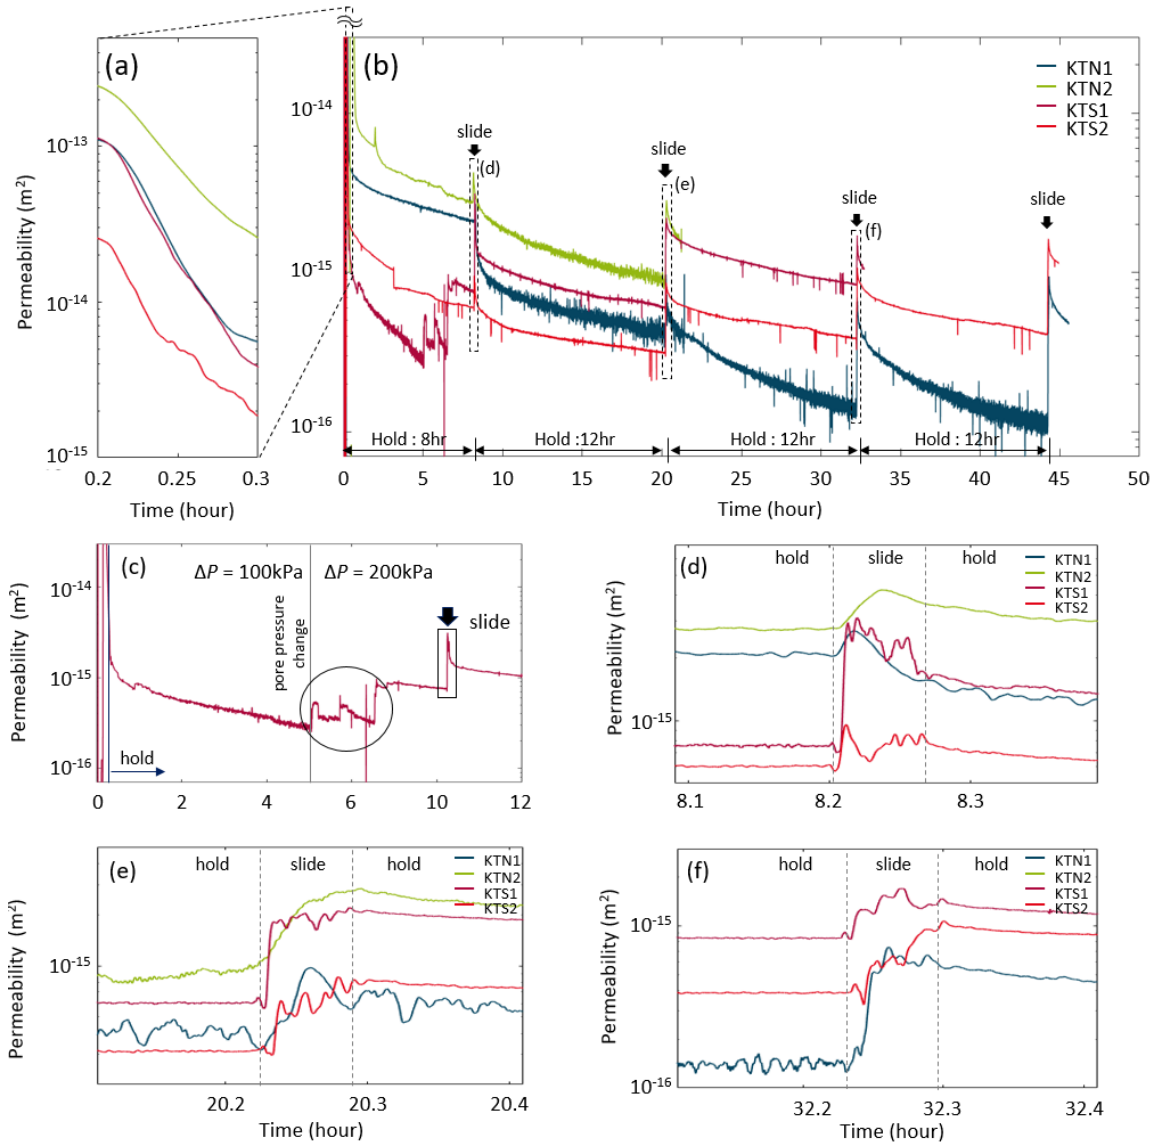 (a)
Permeability (m²)
10⁻¹³
10⁻¹⁴
10⁻¹⁵
0.2
0.25
0.3
Time (hour)
(b)
KTN1
KTN2
KTS1
KTS2
10⁻¹⁴
10⁻¹⁵
10⁻¹⁶
slide
(d)
slide
(e)
slide
(f)
slide
Hold : 8hr
Hold :12hr
Hold : 12hr
Hold : 12hr
0
5
10
15
20
25
30
35
40
45
50
Time (hour)
(c)
ΔP = 100kPa
ΔP = 200kPa
pore pressure
change
slide
hold
Permeability (m²)
10⁻¹⁴
10⁻¹⁵
10⁻¹⁶
0
2
4
6
8
10
12
(d)
hold
slide
hold
KTN1
KTN2
KTS1
KTS2
Permeability (m²)
10⁻¹⁵
8.1
8.2
8.3
(e)
hold
slide
hold
KTN1
KTN2
KTS1
KTS2
Permeability (m²)
10⁻¹⁵
20.2
20.3
20.4
Time (hour)
(f)
hold
slide
hold
KTN1
KTN2
KTS1
KTS2
Permeability (m²)
10⁻¹⁵
10⁻¹⁶
32.2
32.3
32.4
Time (hour)